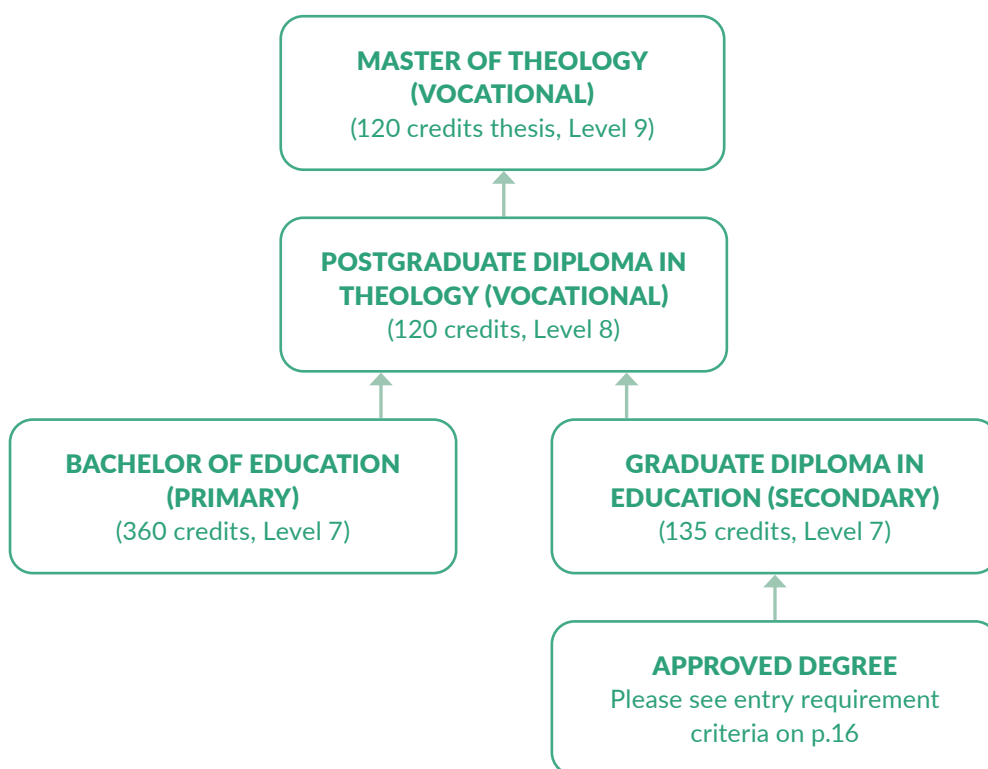 MASTER OF THEOLOGY
(VOCATIONAL)
(120 credits thesis, Level 9)
POSTGRADUATE DIPLOMA IN
THEOLOGY (VOCATIONAL)
(120 credits, Level 8)
BACHELOR OF EDUCATION
(PRIMARY)
(360 credits, Level 7)
GRADUATE DIPLOMA IN
EDUCATION (SECONDARY)
(135 credits, Level 7)
APPROVED DEGREE
Please see entry requirement
criteria on p.16